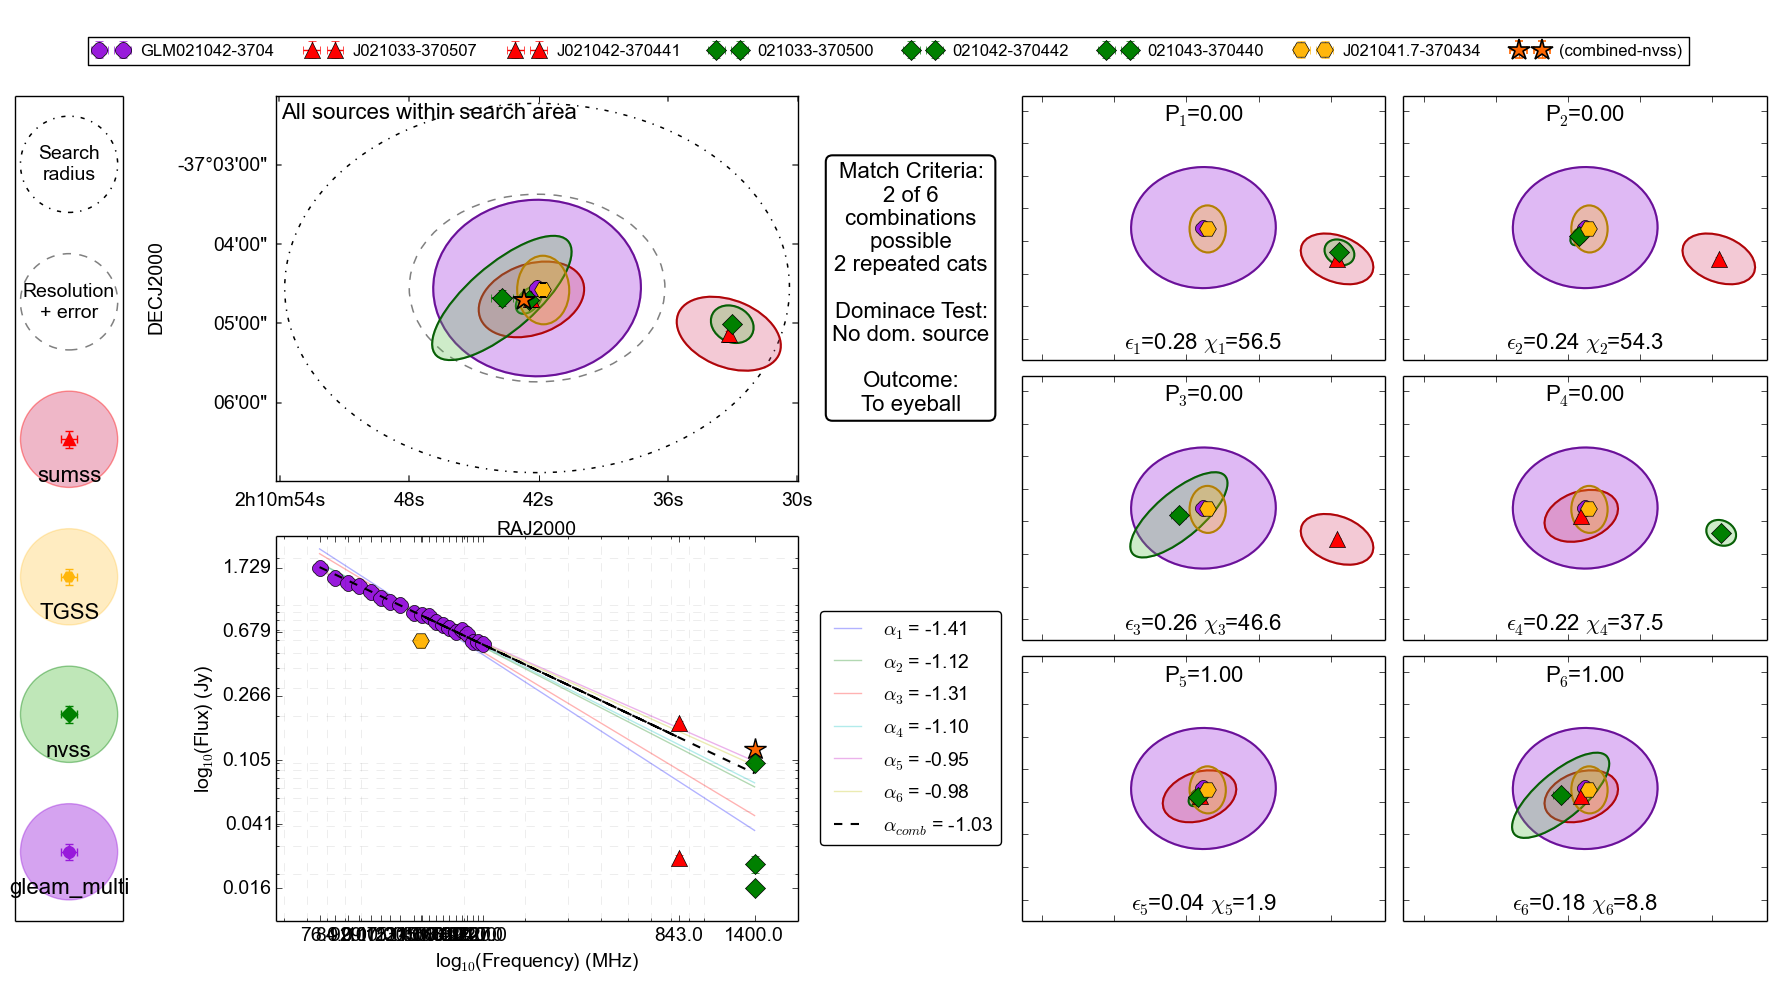 GLM021042-3704 J021033-370507 J021042-370441 021033-370500 021042-370442 021043-370440 J021041.7-370434 (combined-nvss)
Search
radius
Resolution
+ error
sumss
TGSS
nvss
gleam_multi
All sources within search area
DECJ2000
-37°03'00"
04'00"
05'00"
06'00"
2h10m54s 48s 42s 36s 30s
RAJ2000
log10(Flux) (Jy)
1.729
0.679
0.266
0.105
0.041
0.016
843.0 1400.0
log10(Frequency) (MHz)
Match Criteria:
2 of 6
combinations
possible
2 repeated cats
Dominace Test:
No dom. source
Outcome:
To eyeball
α1 = -1.41
α2 = -1.12
α3 = -1.31
α4 = -1.10
α5 = -0.95
α6 = -0.98
αcomb = -1.03
P1=0.00
ϵ1=0.28 χ1=56.5
P2=0.00
ϵ2=0.24 χ2=54.3
P3=0.00
ϵ3=0.26 χ3=46.6
P4=0.00
ϵ4=0.22 χ4=37.5
P5=1.00
ϵ5=0.04 χ5=1.9
P6=1.00
ϵ6=0.18 χ6=8.8